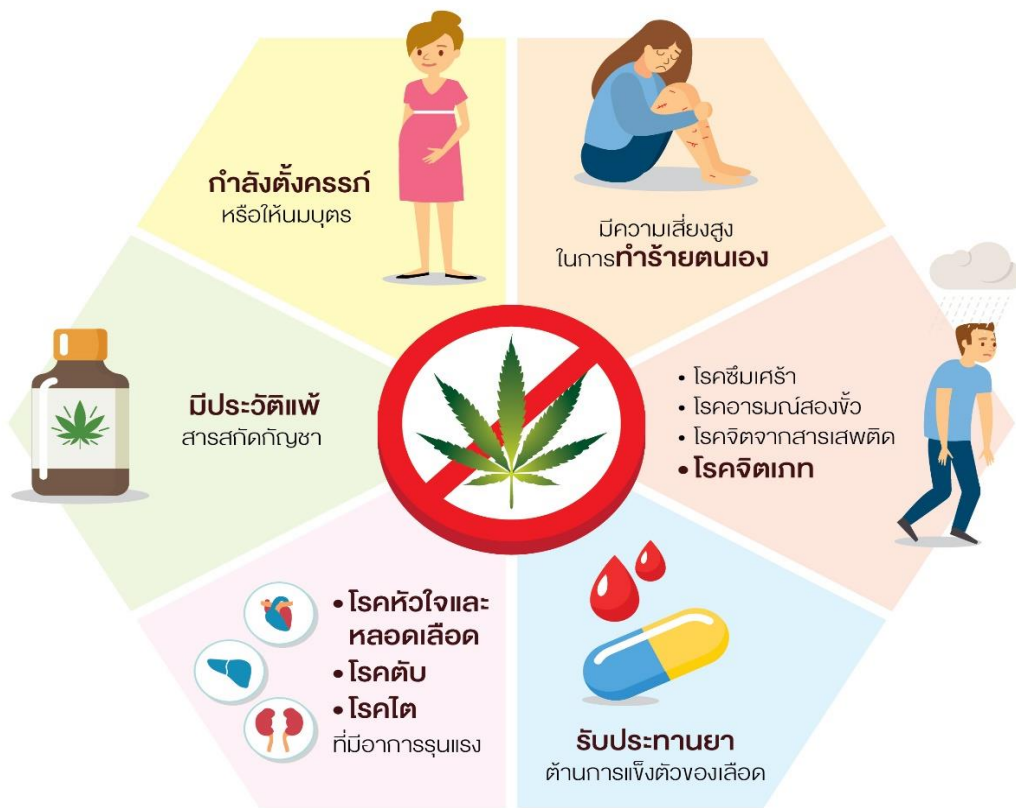 กำลังตั้งครรภ์
หรือให้นมบุตร
มีความเสี่ยงสูง
ในการทำร้ายตนเอง
มีประวัติแพ้
สารสกัดกัญชา
• โรคซึมเศร้า
• โรคอารมณ์สองขั้ว
• โรคจิตจากสารเสพติด
• โรคจิตเภท
• โรคหัวใจและ
หลอดเลือด
• โรคตับ
• โรคไต
ที่มีอาการรุนแรง
รับประทานยา
ต้านการแข็งตัวของเลือด